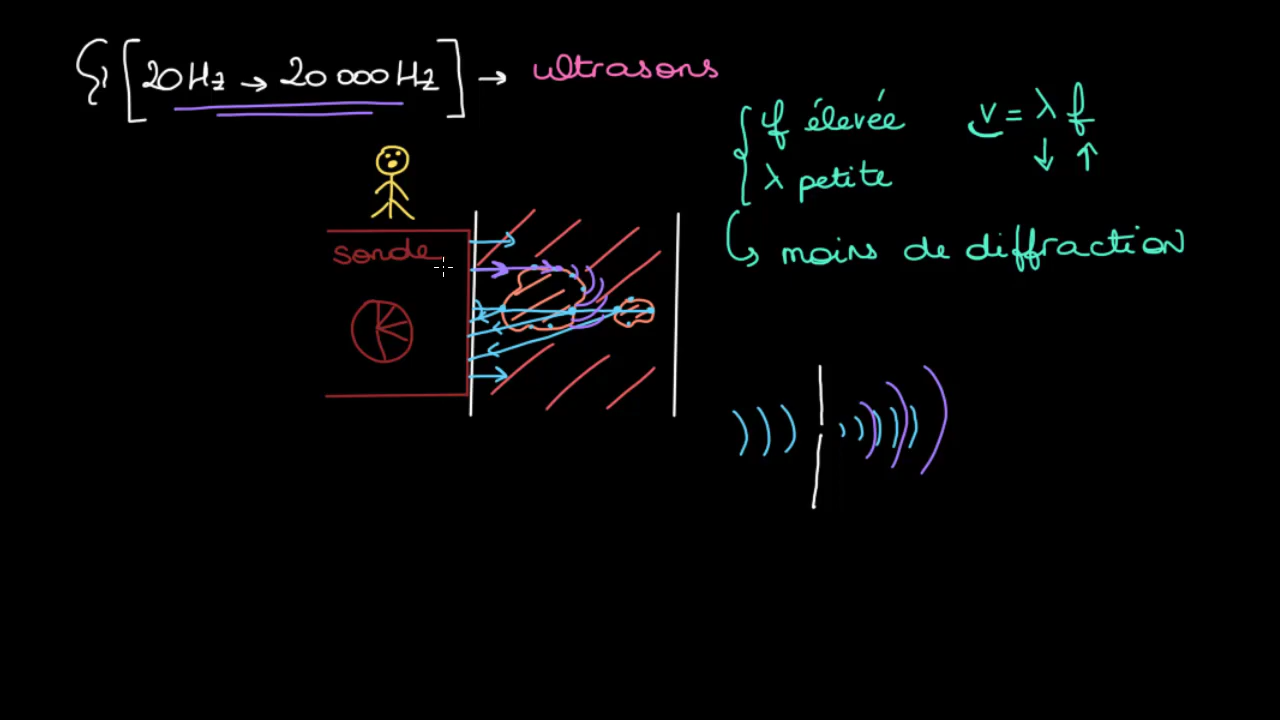 [20 Hz → 20 000 Hz] → ultrasons
f élevée
v = λ f
λ petite
↓ ↑
↳ moins de diffraction
sonde